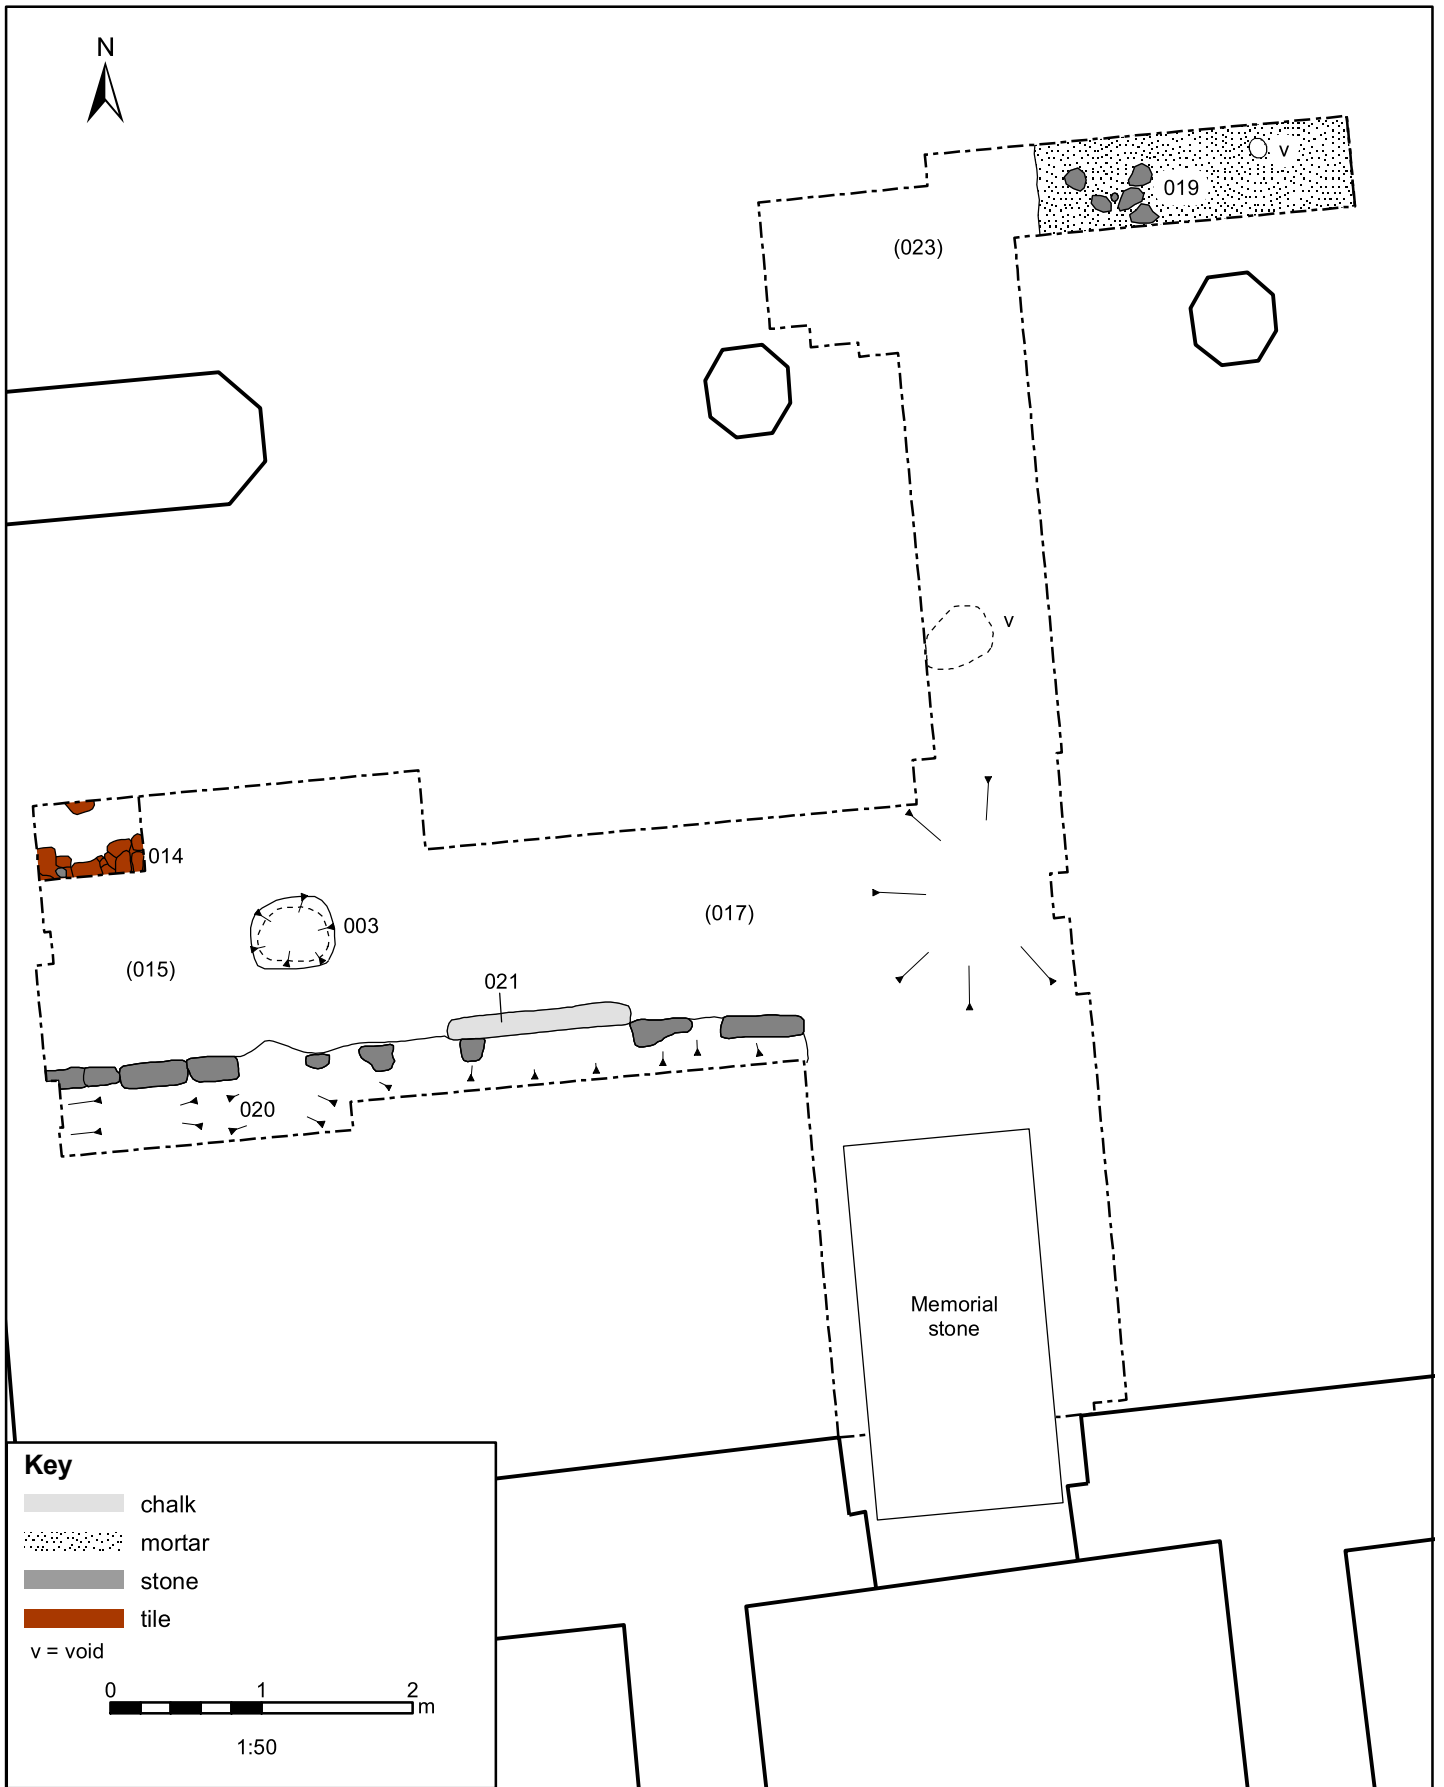 N
v
019
(023)
v
014
003
(017)
(015)
021
020
Memorial
stone
Key
chalk
mortar
stone
tile
v = void
0 1 2
m
1:50